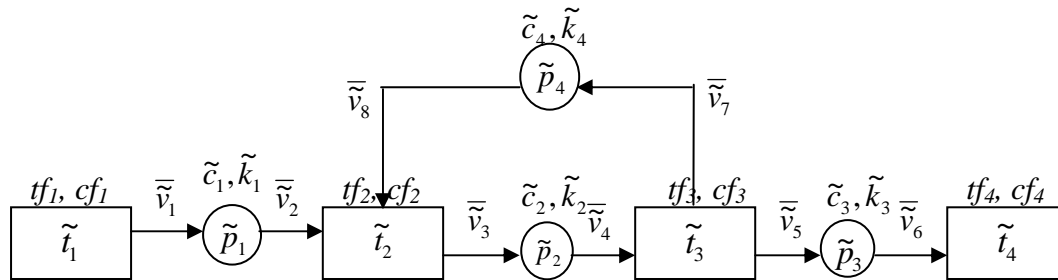 c̃₄, k̃₄
p̃₄
ṽ̅₈ ṽ̅₇
tf₁, cf₁ ṽ̅₁ c̃₁, k̃₁ ṽ̅₂ tf₂, cf₂ ṽ̅₃ c̃₂, k̃₂ ṽ̅₄ tf₃, cf₃ ṽ̅₅ c̃₃, k̃₃ ṽ̅₆ tf₄, cf₄
t̃₁ p̃₁ t̃₂ p̃₂ t̃₃ p̃₃ t̃₄